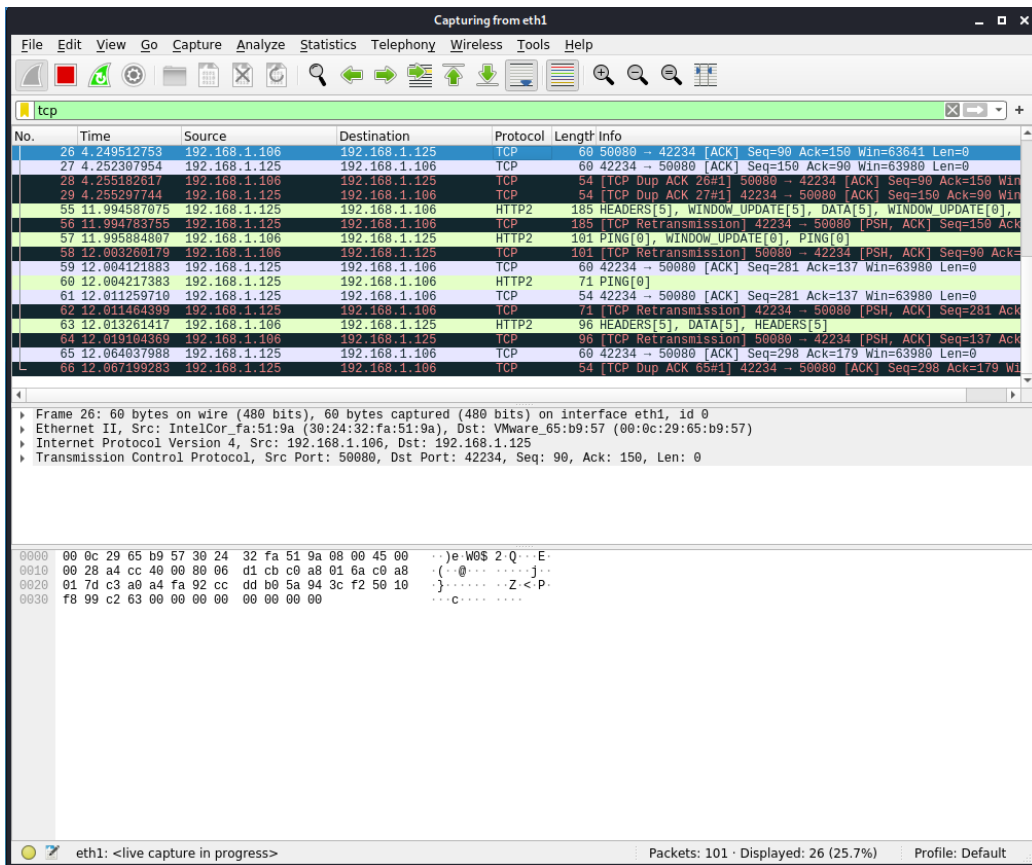 Capturing from eth1
File Edit View Go Capture Analyze Statistics Telephony Wireless Tools Help
tcp
No. Time Source Destination Protocol Length Info
26 4.249512753 192.168.1.106 192.168.1.125 TCP 60 50080 → 42234 [ACK] Seq=90 Ack=150 Win=63641 Len=0
27 4.252307954 192.168.1.125 192.168.1.106 TCP 60 42234 → 50080 [ACK] Seq=150 Ack=90 Win=63980 Len=0
28 4.255182617 192.168.1.106 192.168.1.125 TCP 54 [TCP Dup ACK 26#1] 50080 → 42234 [ACK] Seq=90 Ack=150 Win
29 4.255297744 192.168.1.125 192.168.1.106 TCP 54 [TCP Dup ACK 27#1] 42234 → 50080 [ACK] Seq=150 Ack=90 Win
55 11.994587075 192.168.1.125 192.168.1.106 HTTP2 185 HEADERS[5], WINDOW_UPDATE[5], DATA[5], WINDOW_UPDATE[0],
56 11.994783755 192.168.1.125 192.168.1.106 TCP 185 [TCP Retransmission] 42234 → 50080 [PSH, ACK] Seq=150 Ack
57 11.995884807 192.168.1.106 192.168.1.125 HTTP2 101 PING[0], WINDOW_UPDATE[0], PING[0]
58 12.003260179 192.168.1.106 192.168.1.125 TCP 101 [TCP Retransmission] 50080 → 42234 [PSH, ACK] Seq=90 Ack=
59 12.004121883 192.168.1.125 192.168.1.106 TCP 60 42234 → 50080 [ACK] Seq=281 Ack=137 Win=63980 Len=0
60 12.004217383 192.168.1.125 192.168.1.106 HTTP2 71 PING[0]
61 12.011259710 192.168.1.125 192.168.1.106 TCP 54 42234 → 50080 [ACK] Seq=281 Ack=137 Win=63980 Len=0
62 12.011464399 192.168.1.125 192.168.1.106 TCP 71 [TCP Retransmission] 42234 → 50080 [PSH, ACK] Seq=281 Ack
63 12.013261417 192.168.1.106 192.168.1.125 HTTP2 96 HEADERS[5], DATA[5], HEADERS[5]
64 12.019104369 192.168.1.106 192.168.1.125 TCP 96 [TCP Retransmission] 50080 → 42234 [PSH, ACK] Seq=137 Ack
65 12.064037988 192.168.1.125 192.168.1.106 TCP 60 42234 → 50080 [ACK] Seq=298 Ack=179 Win=63980 Len=0
66 12.067199283 192.168.1.125 192.168.1.106 TCP 54 [TCP Dup ACK 65#1] 42234 → 50080 [ACK] Seq=298 Ack=179 Wi
Frame 26: 60 bytes on wire (480 bits), 60 bytes captured (480 bits) on interface eth1, id 0
Ethernet II, Src: IntelCor_fa:51:9a (30:24:32:fa:51:9a), Dst: VMware_65:b9:57 (00:0c:29:65:b9:57)
Internet Protocol Version 4, Src: 192.168.1.106, Dst: 192.168.1.125
Transmission Control Protocol, Src Port: 50080, Dst Port: 42234, Seq: 90, Ack: 150, Len: 0
0000 00 0c 29 65 b9 57 30 24 32 fa 51 9a 08 00 45 00 ··)e·W0$ 2·Q···E·
0010 00 28 a4 cc 40 00 80 06 d1 cb c0 a8 01 6a c0 a8 ·(··@··· ·····j··
0020 01 7d c3 a0 a4 fa 92 cc dd b0 5a 94 3c f2 50 10 ·}······ ··Z·<·P·
0030 f8 99 c2 63 00 00 00 00 00 00 00 00 ···c···· ····
eth1: <live capture in progress> Packets: 101 · Displayed: 26 (25.7%) Profile: Default